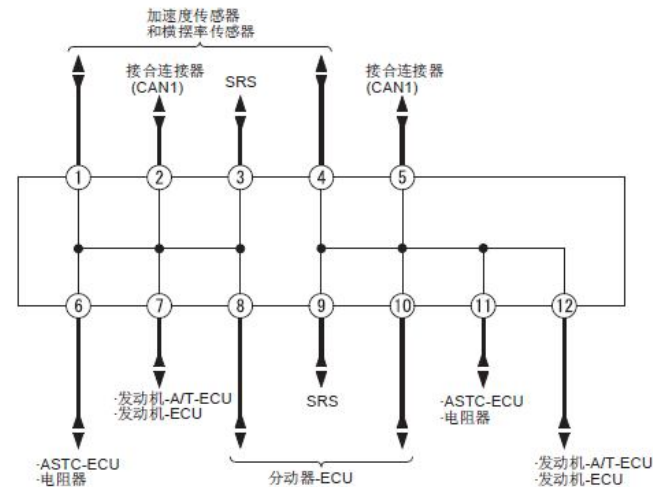 加速度传感器
和横摆率传感器
接合连接器
(CAN1)
SRS
接合连接器
(CAN1)
1
2
3
4
5
6
7
8
9
10
11
12
·发动机-A/T-ECU
·发动机-ECU
SRS
·ASTC-ECU
·电阻器
·ASTC-ECU
·电阻器
分动器-ECU
·发动机-A/T-ECU
·发动机-ECU